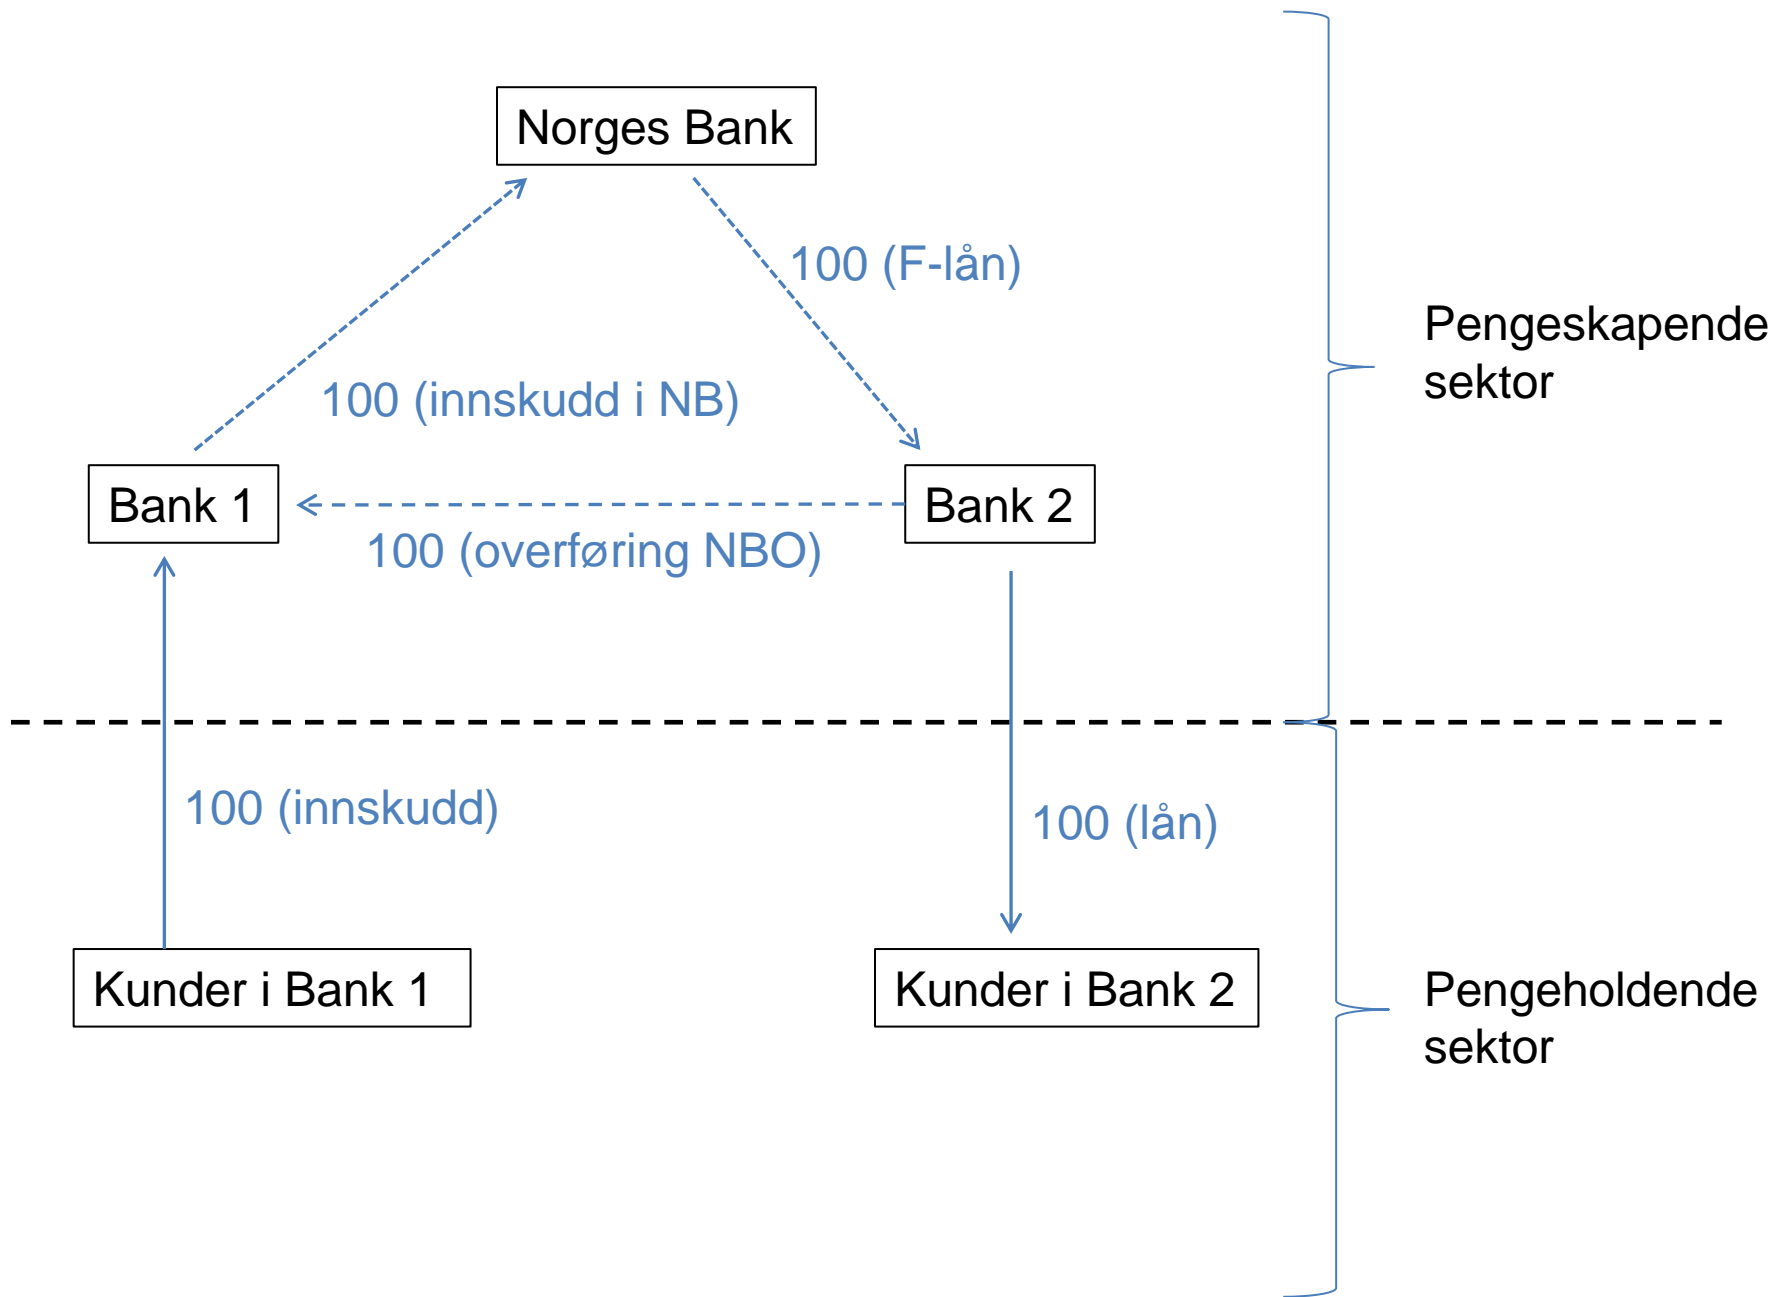 Norges Bank
100 (F-lån)
Pengeskapende
sektor
100 (innskudd i NB)
Bank 1
Bank 2
100 (overføring NBO)
100 (innskudd)
100 (lån)
Kunder i Bank 1
Kunder i Bank 2
Pengeholdende
sektor